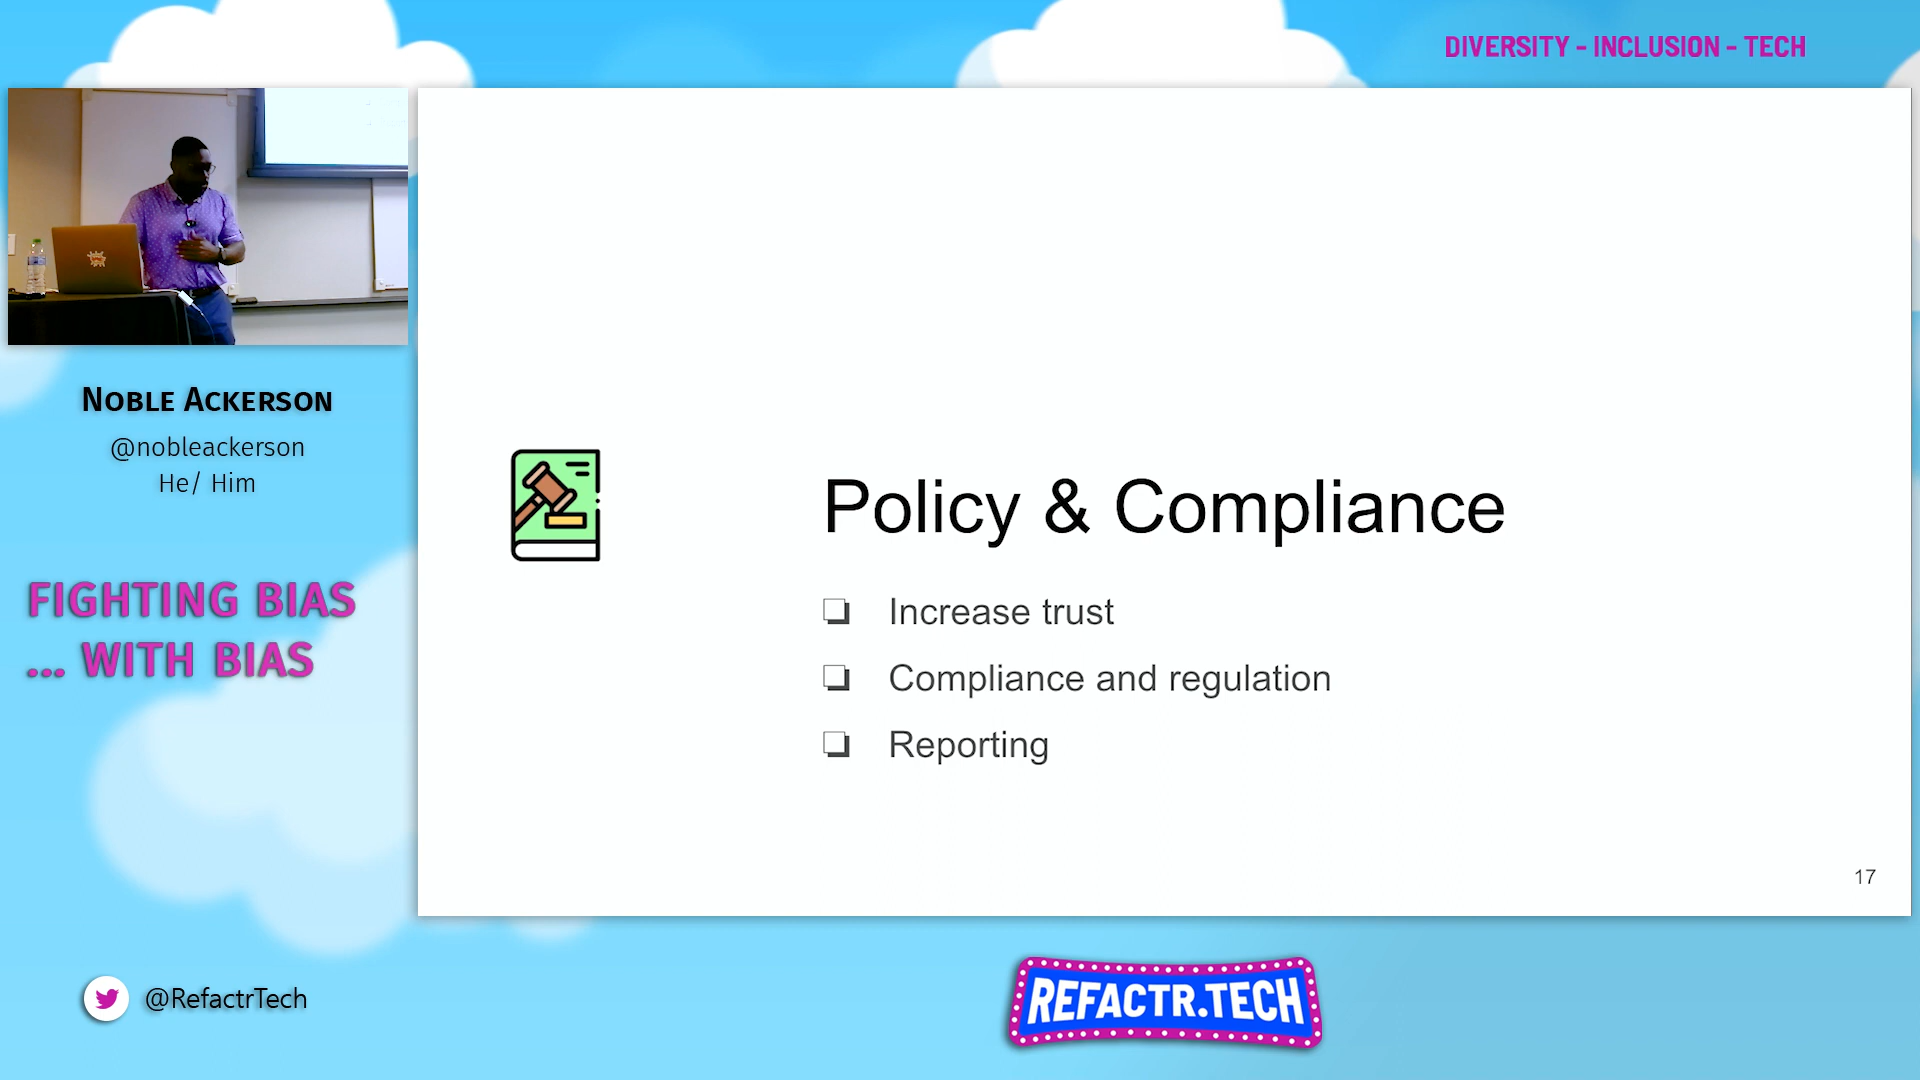 DIVERSITY - INCLUSION - TECH
NOBLE ACKERSON
@nobleackerson
He/ Him
FIGHTING BIAS
... WITH BIAS
Policy & Compliance
❏ Increase trust
❏ Compliance and regulation
❏ Reporting
17
@RefactrTech
REFACTR.TECH